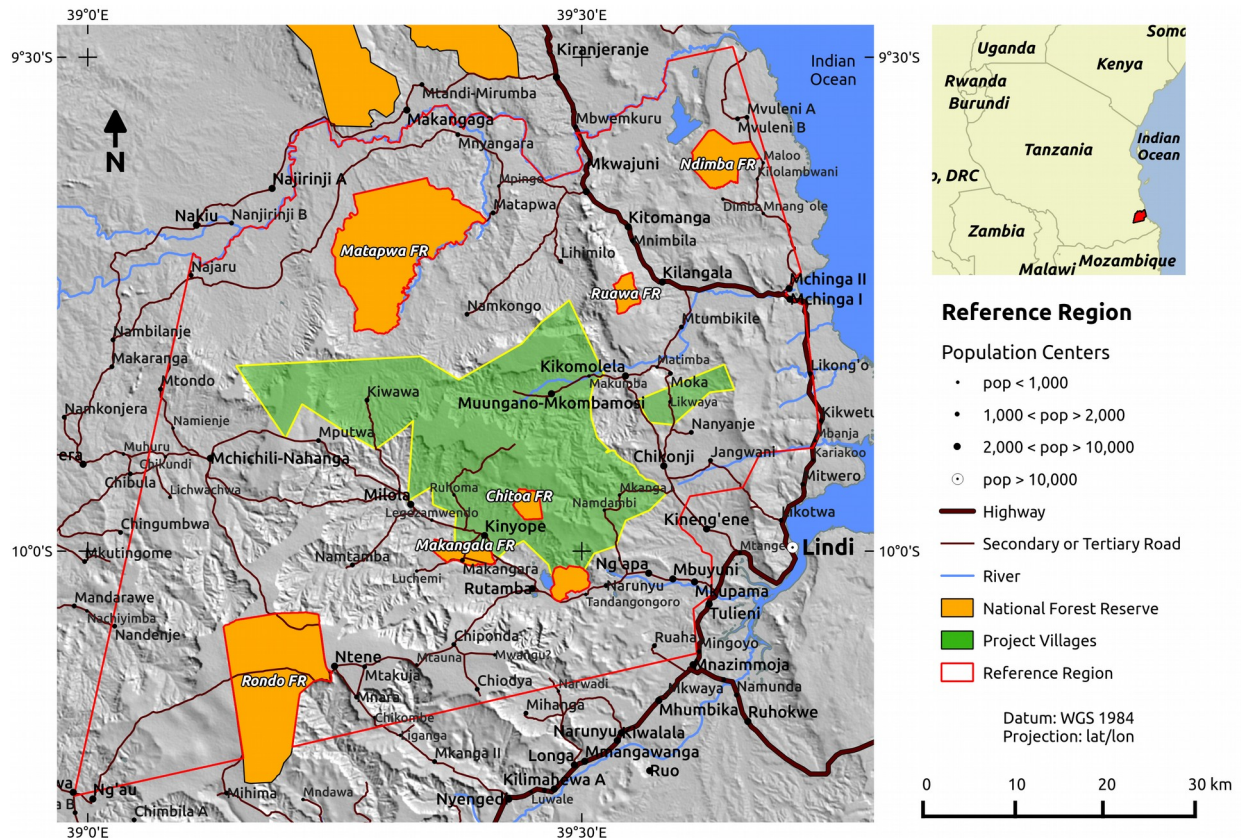 39°0'E
39°30'E
9°30'S
9°30'S
10°0'S
10°0'S
39°0'E
39°30'E
N
Kiranjeranje
Indian
Ocean
Mtandi-Mirumba
Makangaga
Mbwemkuru
Mvuleni A
Mvuleni B
Mnyangara
Mkwajuni
Ndimba FR
Maloo
Kilolambwani
Najirinji A
Mpingo
Matapwa
Dimba
Mnang'ole
Nakiu
Nanjirinji B
Kitomanga
Mnimbila
Matapwa FR
Lihimilo
Najaru
Kilangala
Mchinga II
Mchinga I
Ruawa FR
Namkongo
Mtumbikile
Nambilanje
Makaranga
Matimba
Likong'o
Kikomolela
Makumba
Moka
Mtondo
Kiwawa
Muungano-Mkombamosi
Likwaya
Namkonjera
Kikwetu
Namienje
Nanyanje
Mputwa
Mbanja
Muhuru
Kariakoo
era
Chikundi
Mchichili-Nahanga
Chikonji
Jangwani
Chibula
Mitwero
Lichwachwa
Milola
Ruhoma
Chitoa FR
Mkanga
Namdambi
Legezamwendo
Kineng'ene
Mkotwa
Chingumbwa
Kinyope
Makangala FR
Mtange
Lindi
Mkutingome
Namtamba
Makangara
Ng'apa
Mbuyuni
Luchemi
Rutamba
Narunyu
Mkupama
Mandarawe
Tandangongoro
Tulieni
Nachiyimba
Nandenje
Chiponda
Ruaha
Mingoyo
Ntene
Mtauna
Mwangu?
Mnazimmoja
Rondo FR
Mtakuja
Chiodya
Narwadi
Mkwaya
Namunda
Mnara
Mihanga
Mhumbika
Ruhokwe
Chikombe
Liganga
Narunyu
Kiwalala
Mkanga II
Longa
Mmangawanga
Ruo
wa
Ng'au
Mihima
Mndawa
Kilimahewa A
a B
Chimbila A
Nyengedi
Luwale
Uganda
Soma
Kenya
Rwanda
Burundi
Tanzania
Indian
Ocean
o, DRC
Zambia
Malawi
Mozambique
Reference Region
Population Centers
pop < 1,000
1,000 < pop > 2,000
2,000 < pop > 10,000
pop > 10,000
Highway
Secondary or Tertiary Road
River
National Forest Reserve
Project Villages
Reference Region
Datum: WGS 1984
Projection: lat/lon
0 10 20 30 km